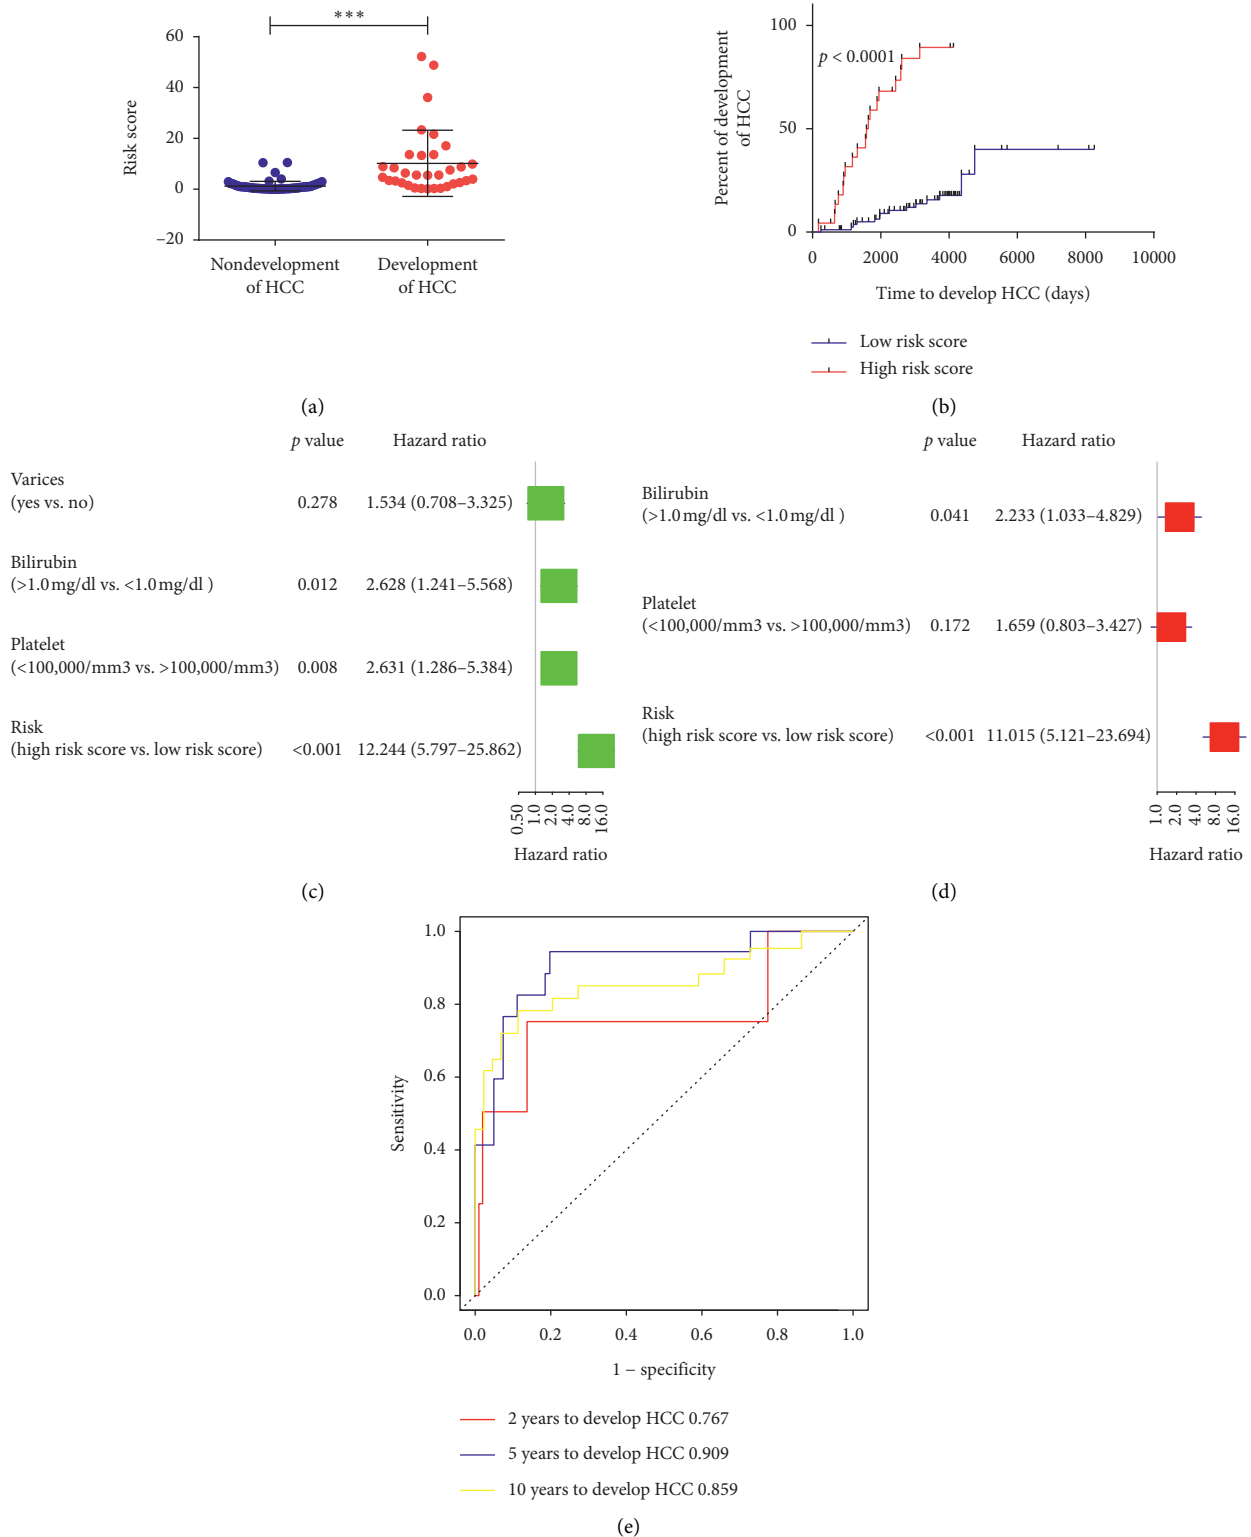 ***
60
40
20
0
−20
Risk score
Nondevelopment
of HCC
Development
of HCC
(a)
100
50
0
Percent of development
of HCC
p < 0.0001
0 2000 4000 6000 8000 10000
Time to develop HCC (days)
Low risk score
High risk score
(b)
p value Hazard ratio
Varices
(yes vs. no) 0.278 1.534 (0.708–3.325)
Bilirubin
(>1.0 mg/dl vs. <1.0 mg/dl ) 0.012 2.628 (1.241–5.568)
Platelet
(<100,000/mm3 vs. >100,000/mm3) 0.008 2.631 (1.286–5.384)
Risk
(high risk score vs. low risk score) <0.001 12.244 (5.797–25.862)
0.50 1.0 2.0 4.0 8.0 16.0
Hazard ratio
(c)
p value Hazard ratio
Bilirubin
(>1.0 mg/dl vs. <1.0 mg/dl ) 0.041 2.233 (1.033–4.829)
Platelet
(<100,000/mm3 vs. >100,000/mm3) 0.172 1.659 (0.803–3.427)
Risk
(high risk score vs. low risk score) <0.001 11.015 (5.121–23.694)
1.0 2.0 4.0 8.0 16.0
Hazard ratio
(d)
1.0
0.8
0.6
0.4
0.2
0.0
Sensitivity
0.0 0.2 0.4 0.6 0.8 1.0
1 − specificity
2 years to develop HCC 0.767
5 years to develop HCC 0.909
10 years to develop HCC 0.859
(e)